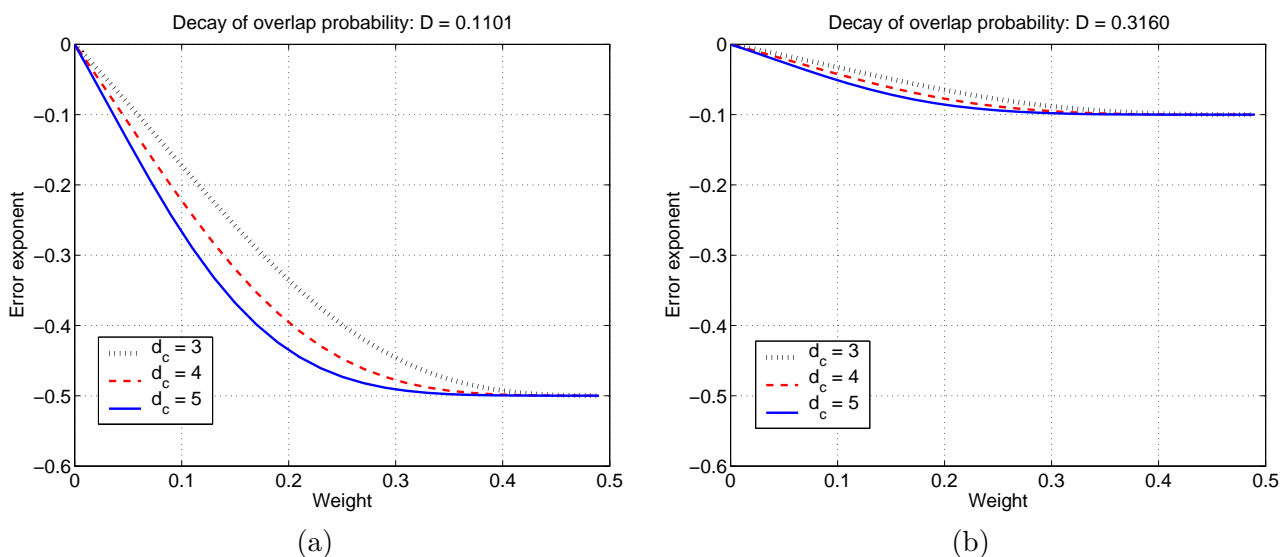 Decay of overlap probability: D = 0.1101
0
−0.1
−0.2
−0.3
−0.4
−0.5
−0.6
Error exponent
d_c = 3
d_c = 4
d_c = 5
0 0.1 0.2 0.3 0.4 0.5
Weight
(a)
Decay of overlap probability: D = 0.3160
0
−0.1
−0.2
−0.3
−0.4
−0.5
−0.6
Error exponent
d_c = 3
d_c = 4
d_c = 5
0 0.1 0.2 0.3 0.4 0.5
Weight
(b)